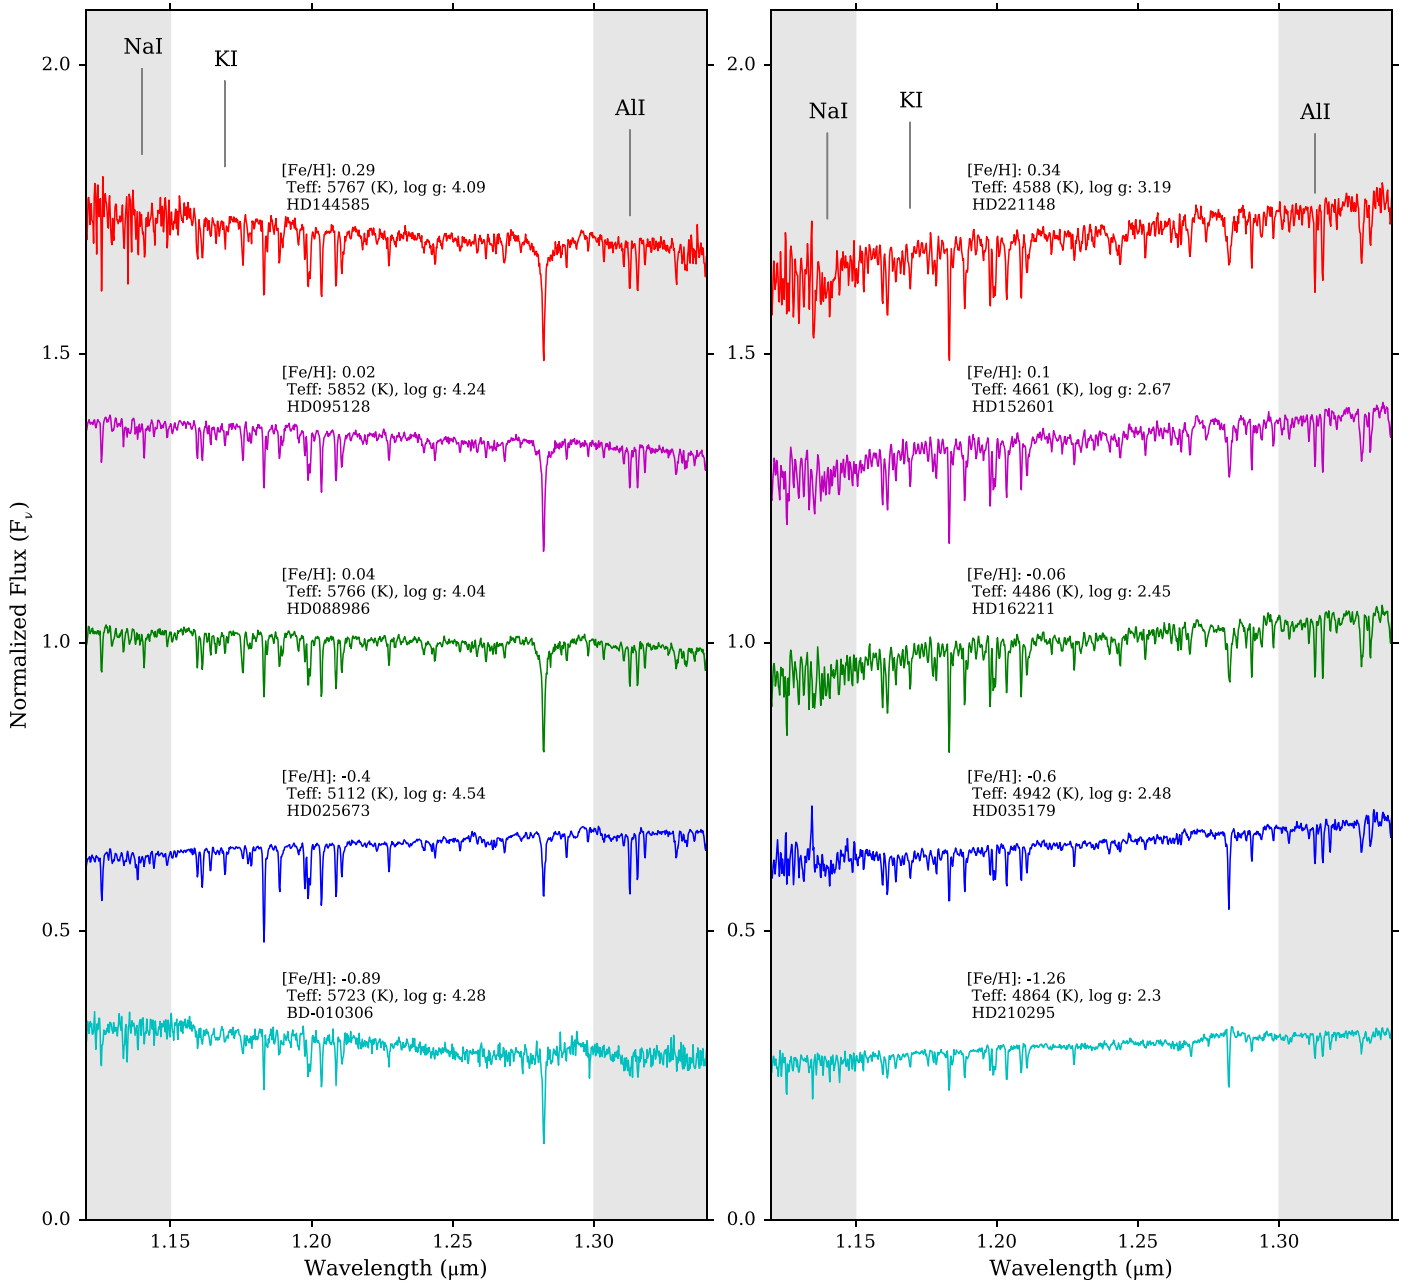 NaI
KI
AlI
[Fe/H]: 0.29
Teff: 5767 (K), log g: 4.09
HD144585
[Fe/H]: 0.02
Teff: 5852 (K), log g: 4.24
HD095128
[Fe/H]: 0.04
Teff: 5766 (K), log g: 4.04
HD088986
[Fe/H]: -0.4
Teff: 5112 (K), log g: 4.54
HD025673
[Fe/H]: -0.89
Teff: 5723 (K), log g: 4.28
BD-010306
2.0
1.5
1.0
0.5
0.0
1.15
1.20
1.25
1.30
Wavelength (μm)
Normalized Flux (Fν)
NaI
KI
AlI
[Fe/H]: 0.34
Teff: 4588 (K), log g: 3.19
HD221148
[Fe/H]: 0.1
Teff: 4661 (K), log g: 2.67
HD152601
[Fe/H]: -0.06
Teff: 4486 (K), log g: 2.45
HD162211
[Fe/H]: -0.6
Teff: 4942 (K), log g: 2.48
HD035179
[Fe/H]: -1.26
Teff: 4864 (K), log g: 2.3
HD210295
2.0
1.5
1.0
0.5
0.0
1.15
1.20
1.25
1.30
Wavelength (μm)